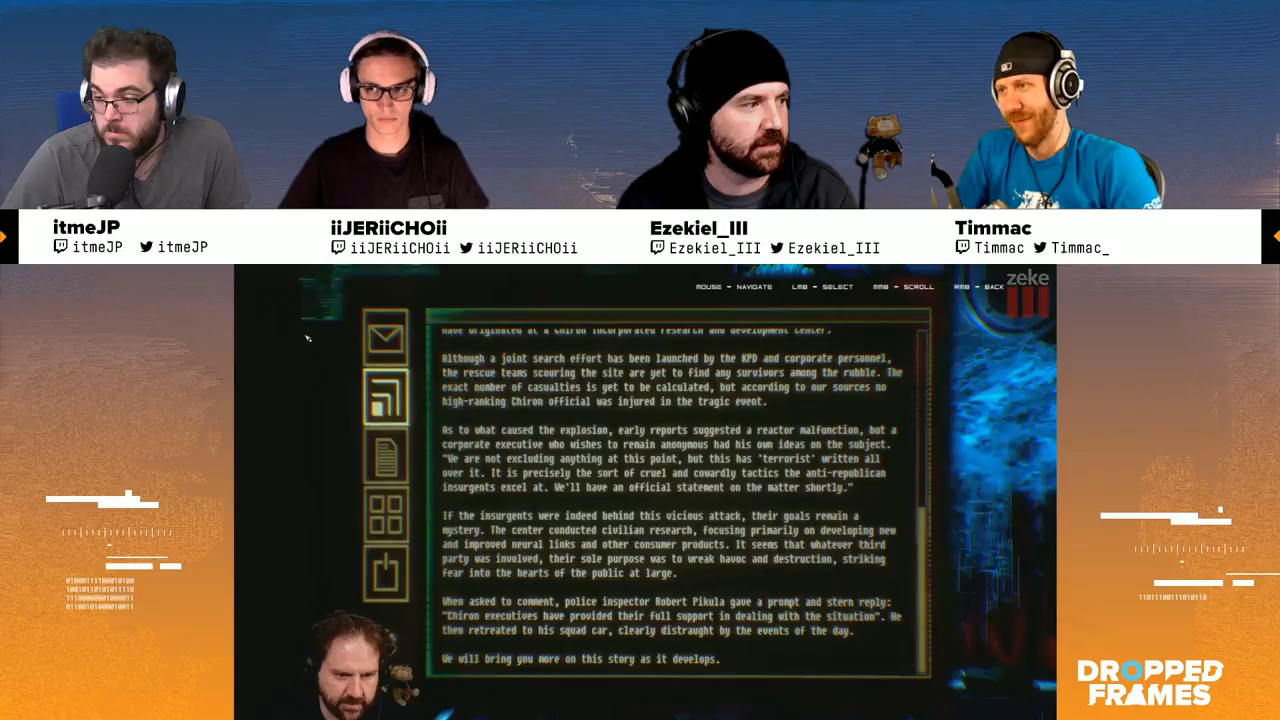 itmeJP
itmeJP itmeJP
iiJERiiCHOii
iiJERiiCHOii iiJERiiCHOii
Ezekiel_III
Ezekiel_III Ezekiel_III
Timmac
Timmac Timmac_
MOUSE - NAVIGATE LMB - SELECT MMB - SCROLL RMB - BACK
zeke
III
have originated at a Chiron Incorporated research and development center.
Although a joint search effort has been launched by the KPD and corporate personnel,
the rescue teams scouring the site are yet to find any survivors among the rubble. The
exact number of casualties is yet to be calculated, but according to our sources no
high-ranking Chiron official was injured in the tragic event.
As to what caused the explosion, early reports suggested a reactor malfunction, but a
corporate executive who wishes to remain anonymous had his own ideas on the subject.
"We are not excluding anything at this point, but this has 'terrorist' written all
over it. It is precisely the sort of cruel and cowardly tactics the anti-republican
insurgents excel at. We'll have an official statement on the matter shortly."
If the insurgents were indeed behind this vicious attack, their goals remain a
mystery. The center conducted civilian research, focusing primarily on developing new
and improved neural links and other consumer products. It seems that whatever third
party was involved, their sole purpose was to wreak havoc and destruction, striking
fear into the hearts of the public at large.
When asked to comment, police inspector Robert Pikula gave a prompt and stern reply:
"Chiron executives have provided their full support in dealing with the situation". He
then retreated to his squad car, clearly distraught by the events of the day.
We will bring you more on this story as it develops.
DROPPED
FRAMES